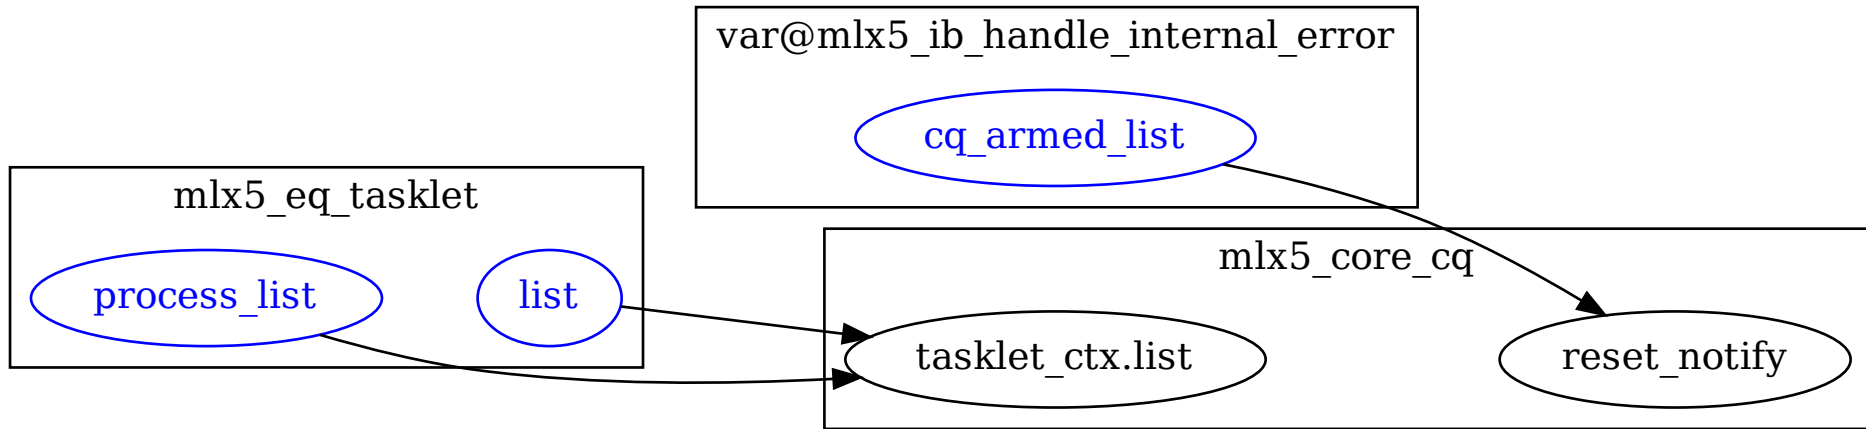 var@mlx5_ib_handle_internal_error
cq_armed_list
mlx5_eq_tasklet
process_list
list
mlx5_core_cq
tasklet_ctx.list
reset_notify